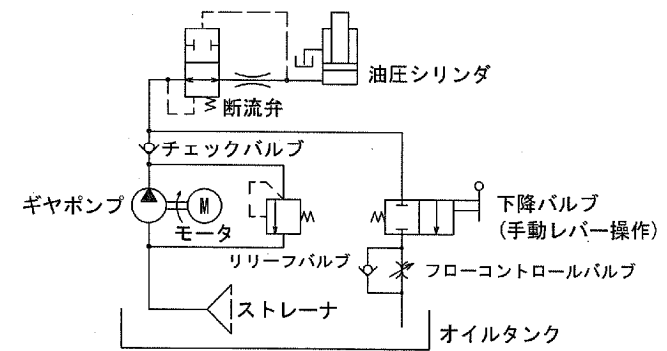 油圧シリンダ
断流弁
チェックバルブ
ギヤポンプ
M
モータ
下降バルブ
(手動レバー操作)
リリーフバルブ
フローコントロールバルブ
ストレーナ
オイルタンク